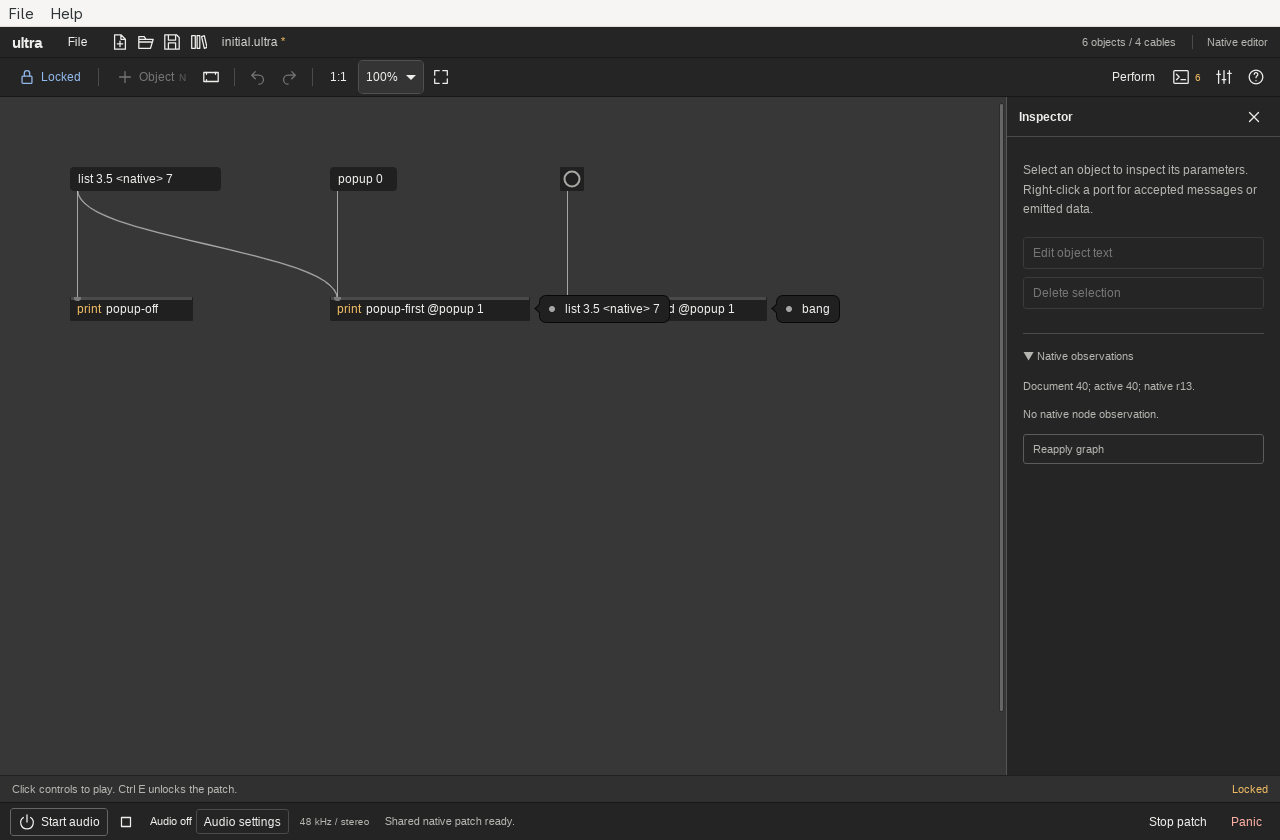 File Help
ultra File initial.ultra * 6 objects / 4 cables Native editor
Locked Object N 1:1 100% Perform 6
Inspector
Select an object to inspect its parameters.
Right-click a port for accepted messages or
emitted data.
Edit object text
Delete selection
Native observations
Document 40; active 40; native r13.
No native node observation.
Reapply graph
list 3.5 <native> 7 popup 0
print popup-off print popup-first @popup 1 list 3.5 <native> 7 d @popup 1 bang
Click controls to play. Ctrl E unlocks the patch. Locked
Start audio Audio off Audio settings 48 kHz / stereo Shared native patch ready. Stop patch Panic